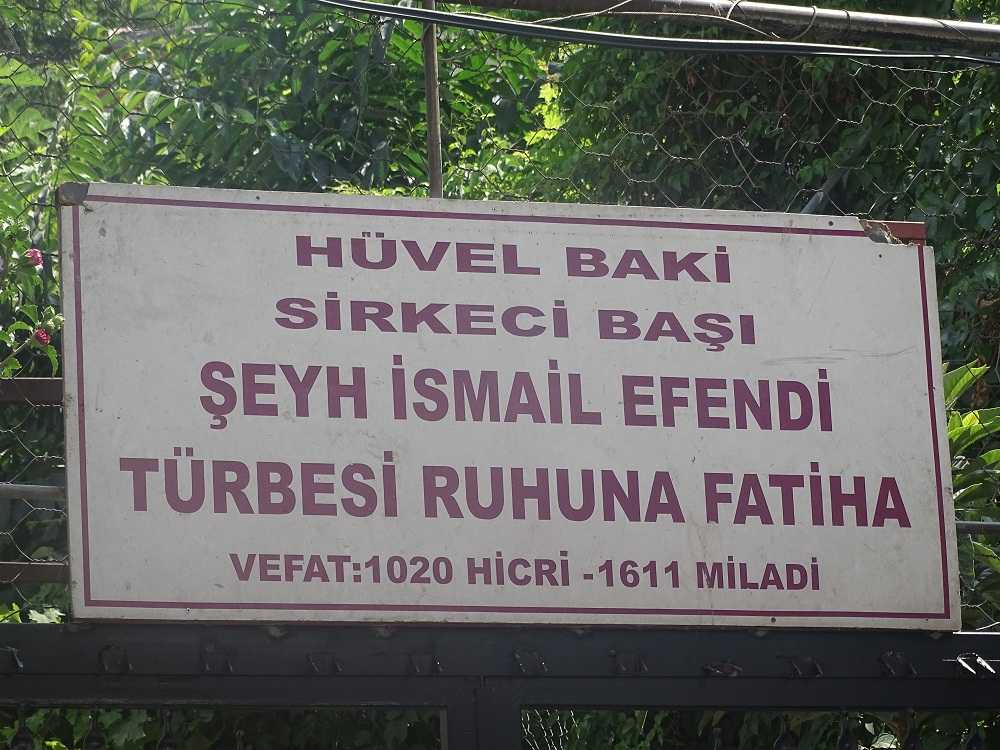 HÜVEL BAKİ
SİRKECİ BAŞI
ŞEYH İSMAİL EFENDİ
TÜRBESİ RUHUNA FATİHA
VEFAT:1020 HİCRİ -1611 MİLADİ